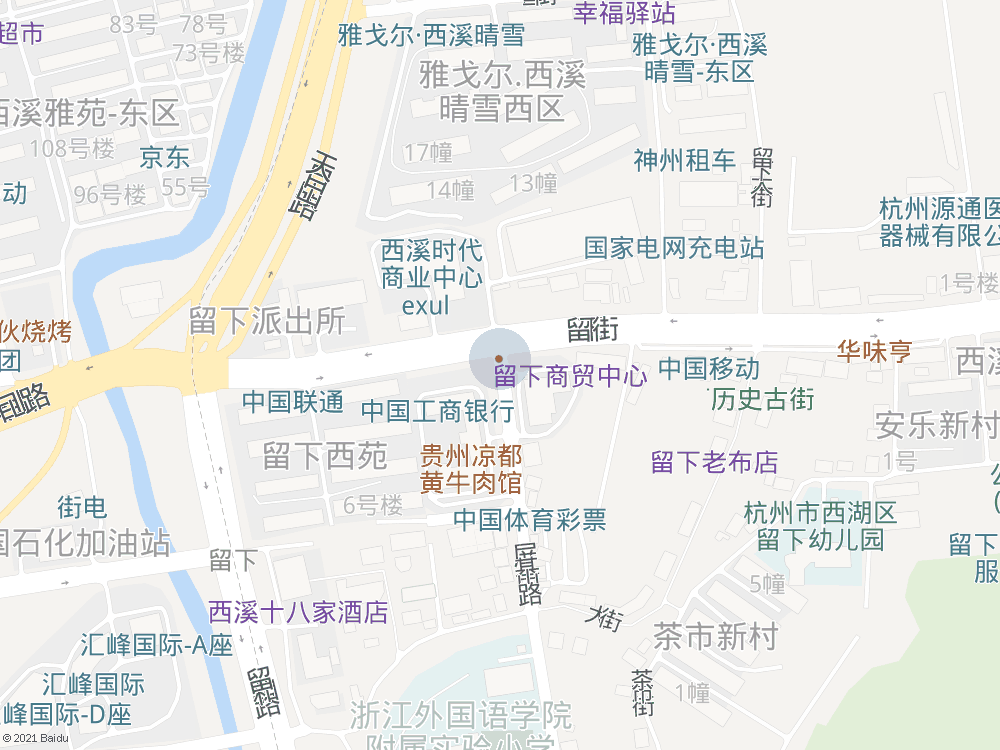 幸福驿站
超市
83号
78号
73号楼
雅戈尔·西溪晴雪
雅戈尔·西溪
晴雪-东区
雅戈尔.西溪
晴雪西区
西溪雅苑-东区
108号楼
京东
17幢
神州租车
留下街
天目山路
96号楼
55号
14幢
13幢
动
杭州源通医
器械有限公
西溪时代
商业中心
exul
国家电网充电站
1号楼
留下派出所
伙烧烤
团
留下街
华味亨
西溪
留下商贸中心
中国移动
中国联通
中国工商银行
历史古街
安乐新村
留下西苑
贵州凉都
黄牛肉馆
留下老布店
1号
6号楼
街电
中国体育彩票
杭州市西湖区
留下幼儿园
国石化加油站
留下
屏基路
留下
服
5幢
西溪十八家酒店
大街
茶市新村
汇峰国际-A座
汇峰国际
峰国际-D座
茶市街
1幢
浙江外国语学院
附属实验小学
© 2021 Baidu